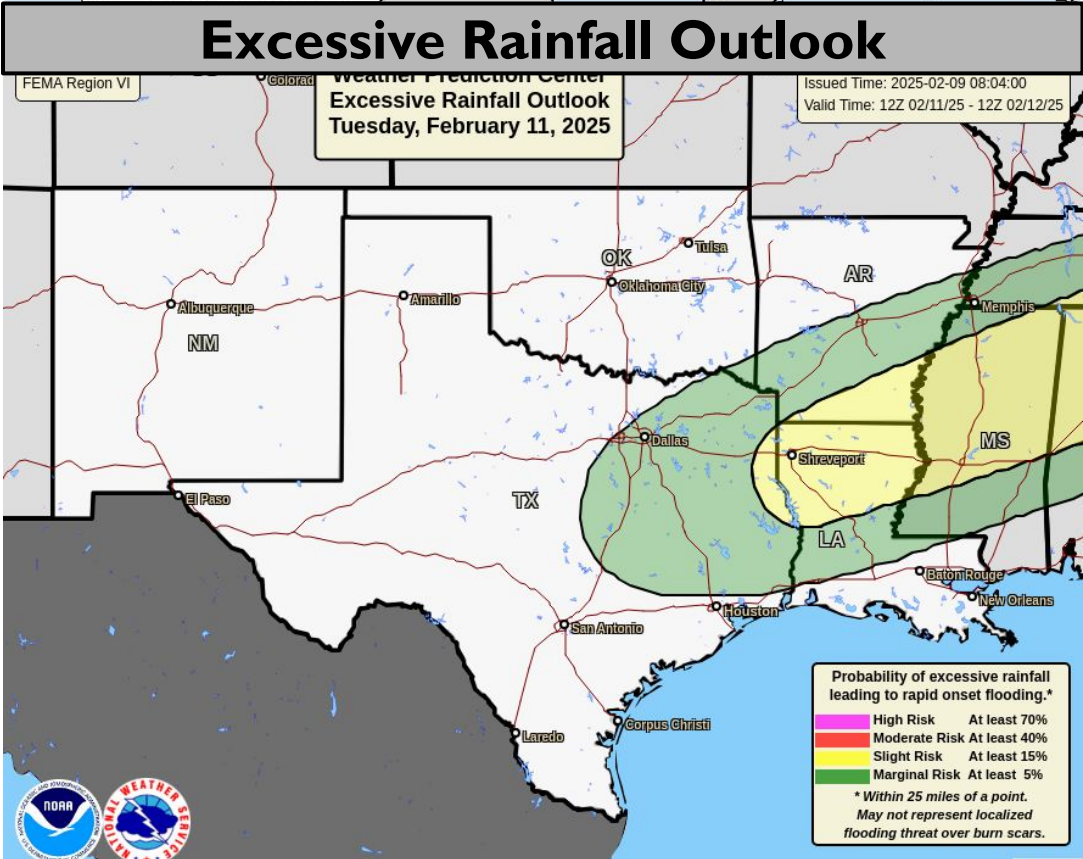 Excessive Rainfall Outlook
FEMA Region VI
Colorad
Weather Prediction Center
Excessive Rainfall Outlook
Tuesday, February 11, 2025
Issued Time: 2025-02-09 08:04:00
Valid Time: 12Z 02/11/25 - 12Z 02/12/25
Tulsa
OK
Oklahoma City
AR
Albuquerque
Amarillo
Memphis
NM
Dallas
MS
Shreveport
El Paso
TX
LA
Baton Rouge
New Orleans
Houston
San Antonio
Corpus Christi
Laredo
Probability of excessive rainfall
leading to rapid onset flooding.*
High Risk At least 70%
Moderate Risk At least 40%
Slight Risk At least 15%
Marginal Risk At least 5%
* Within 25 miles of a point.
May not represent localized
flooding threat over burn scars.
NOAA
NATIONAL WEATHER SERVICE